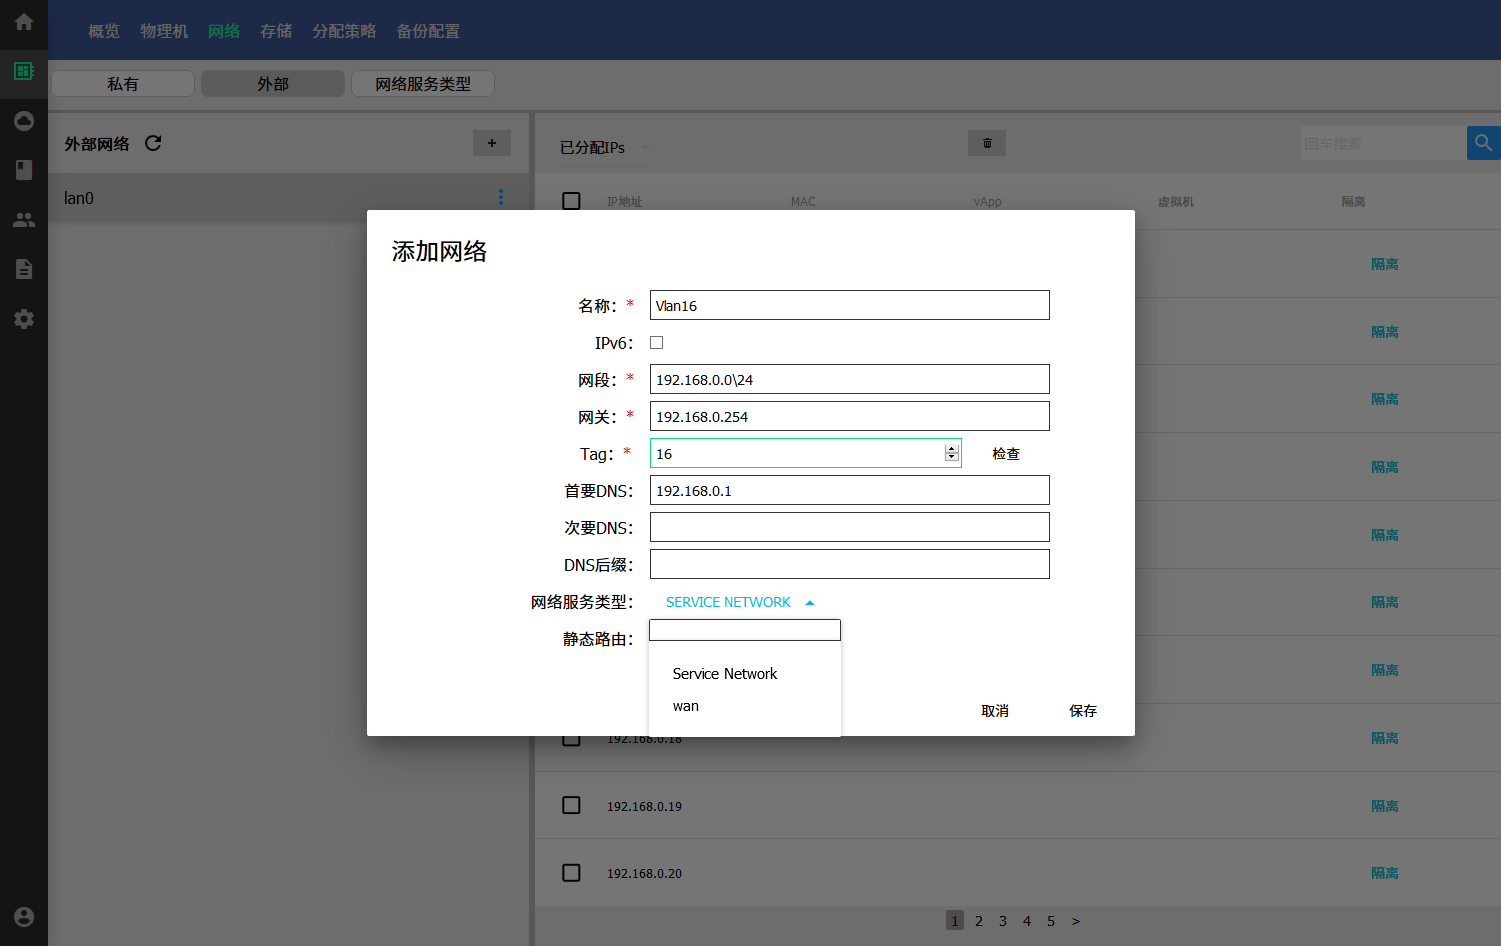 概览 物理机 网络 存储 分配策略 备份配置
私有 外部 网络服务类型
外部网络 + 已分配IPs 回车搜索
lan0
IP地址 MAC vApp 虚拟机 隔离
添加网络
名称：* Vlan16
隔离
IPv6：
隔离
网段：* 192.168.0.0\24
隔离
网关：* 192.168.0.254
Tag：* 16 检查
隔离
首要DNS： 192.168.0.1
次要DNS：
隔离
DNS后缀：
网络服务类型： SERVICE NETWORK
隔离
静态路由：
Service Network
隔离
wan
取消 保存
192.168.0.18 隔离
192.168.0.19 隔离
192.168.0.20 隔离
1 2 3 4 5 >